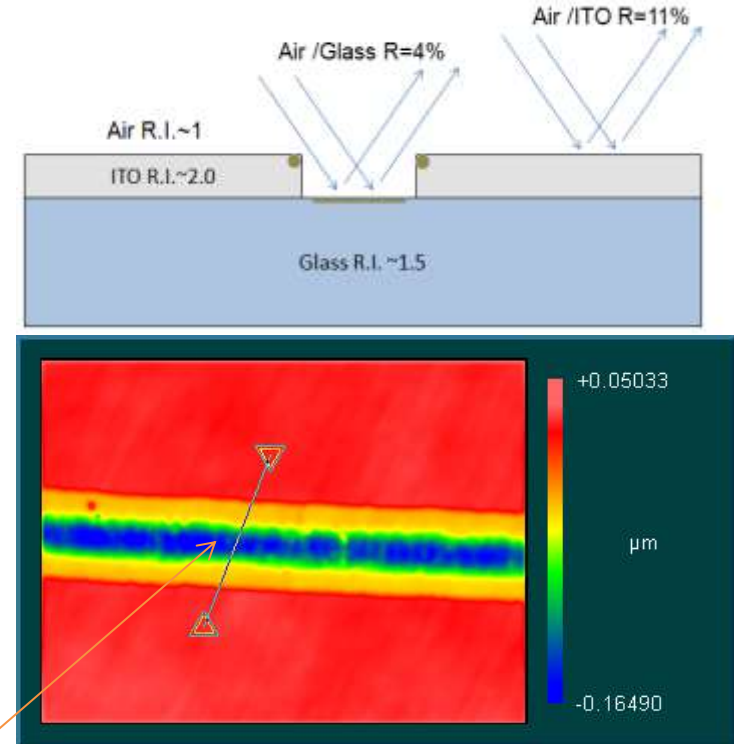 Air /ITO R=11%
Air /Glass R=4%
Air R.I.~1
ITO R.I.~2.0
Glass R.I. ~1.5
+0.05033
µm
-0.16490